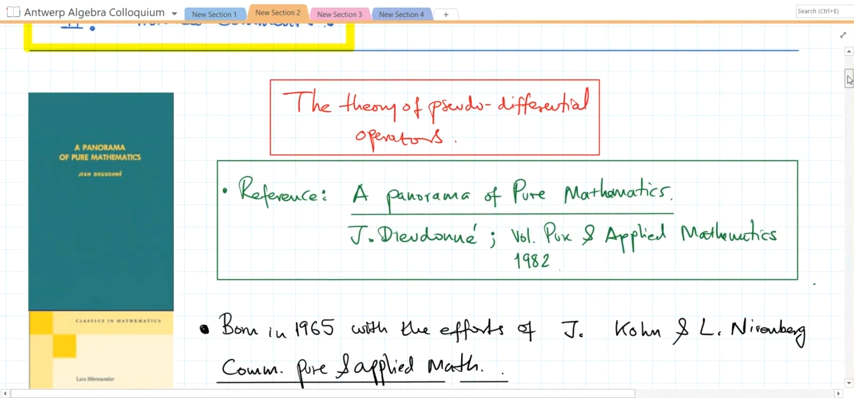 Antwerp Algebra Colloquium
New Section 1
New Section 2
New Section 3
New Section 4
+
Search (Ctrl+E)
A PANORAMA
OF PURE MATHEMATICS
JEAN DIEUDONNÉ
The theory of pseudo-differential
operators.
• Reference: A panorama of Pure Mathematics.
J. Dieudonné; Vol. Pure & Applied Mathematics
1982
CLASSICS IN MATHEMATICS
Lars Hörmander
• Born in 1965 with the efforts of J. Kohn & L. Nirenberg
Comm. Pure & applied Math.